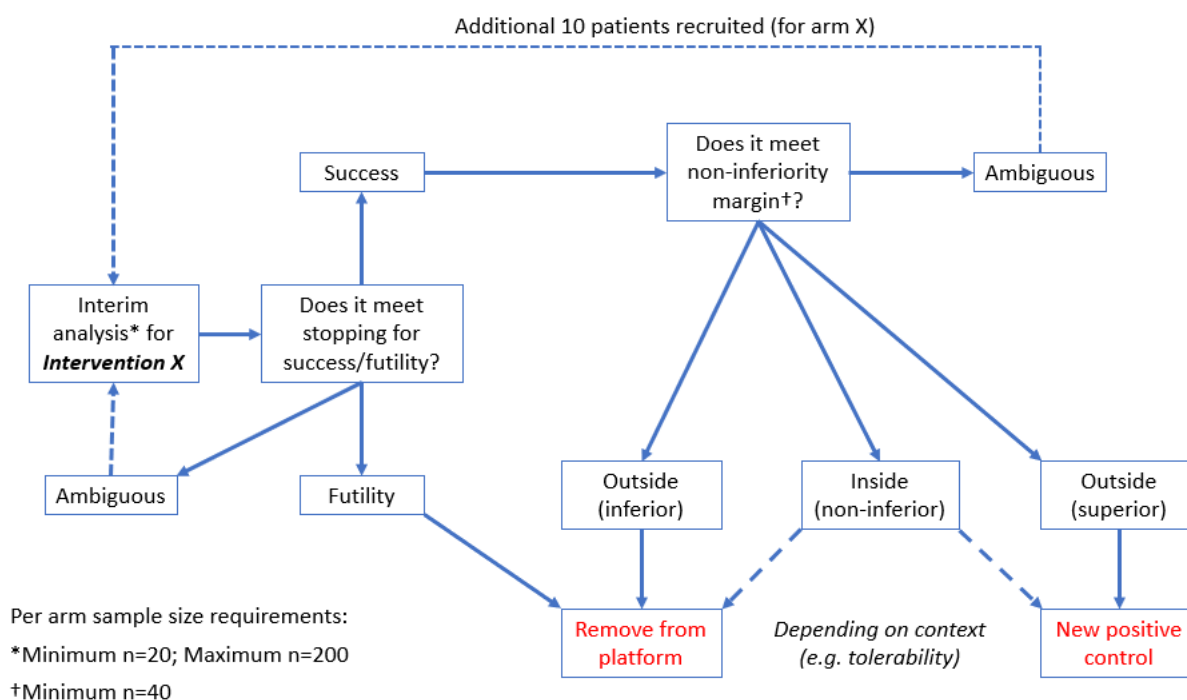 Additional 10 patients recruited (for arm X)
Does it meet
non-inferiority
margin†?
Success
Ambiguous
Interim
analysis* for
Intervention X
Does it meet
stopping for
success/futility?
Ambiguous
Futility
Outside
(inferior)
Inside
(non-inferior)
Outside
(superior)
Per arm sample size requirements:
*Minimum n=20; Maximum n=200
†Minimum n=40
Remove from
platform
Depending on context
(e.g. tolerability)
New positive
control